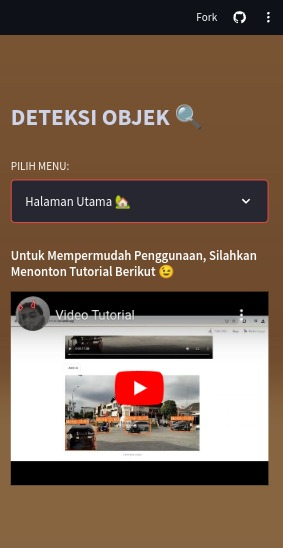 Fork
DETEKSI OBJEK 🔍
PILIH MENU:
Halaman Utama 🏡
Untuk Mempermudah Penggunaan, Silahkan
Menonton Tutorial Berikut 😉
Video Tutorial